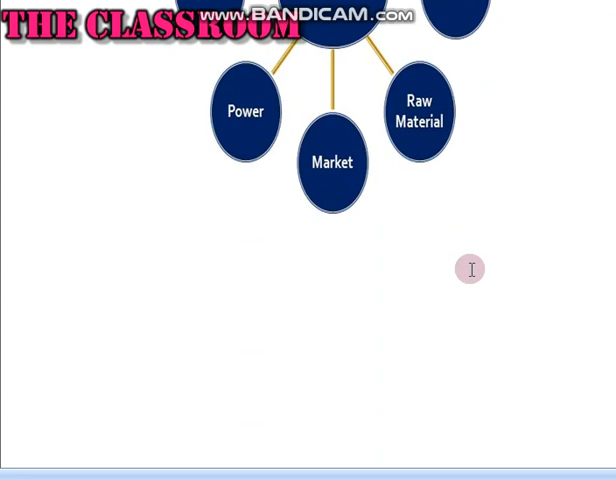 www.BANDICAM.com
THE CLASSROOM
Power
Raw
Material
Market